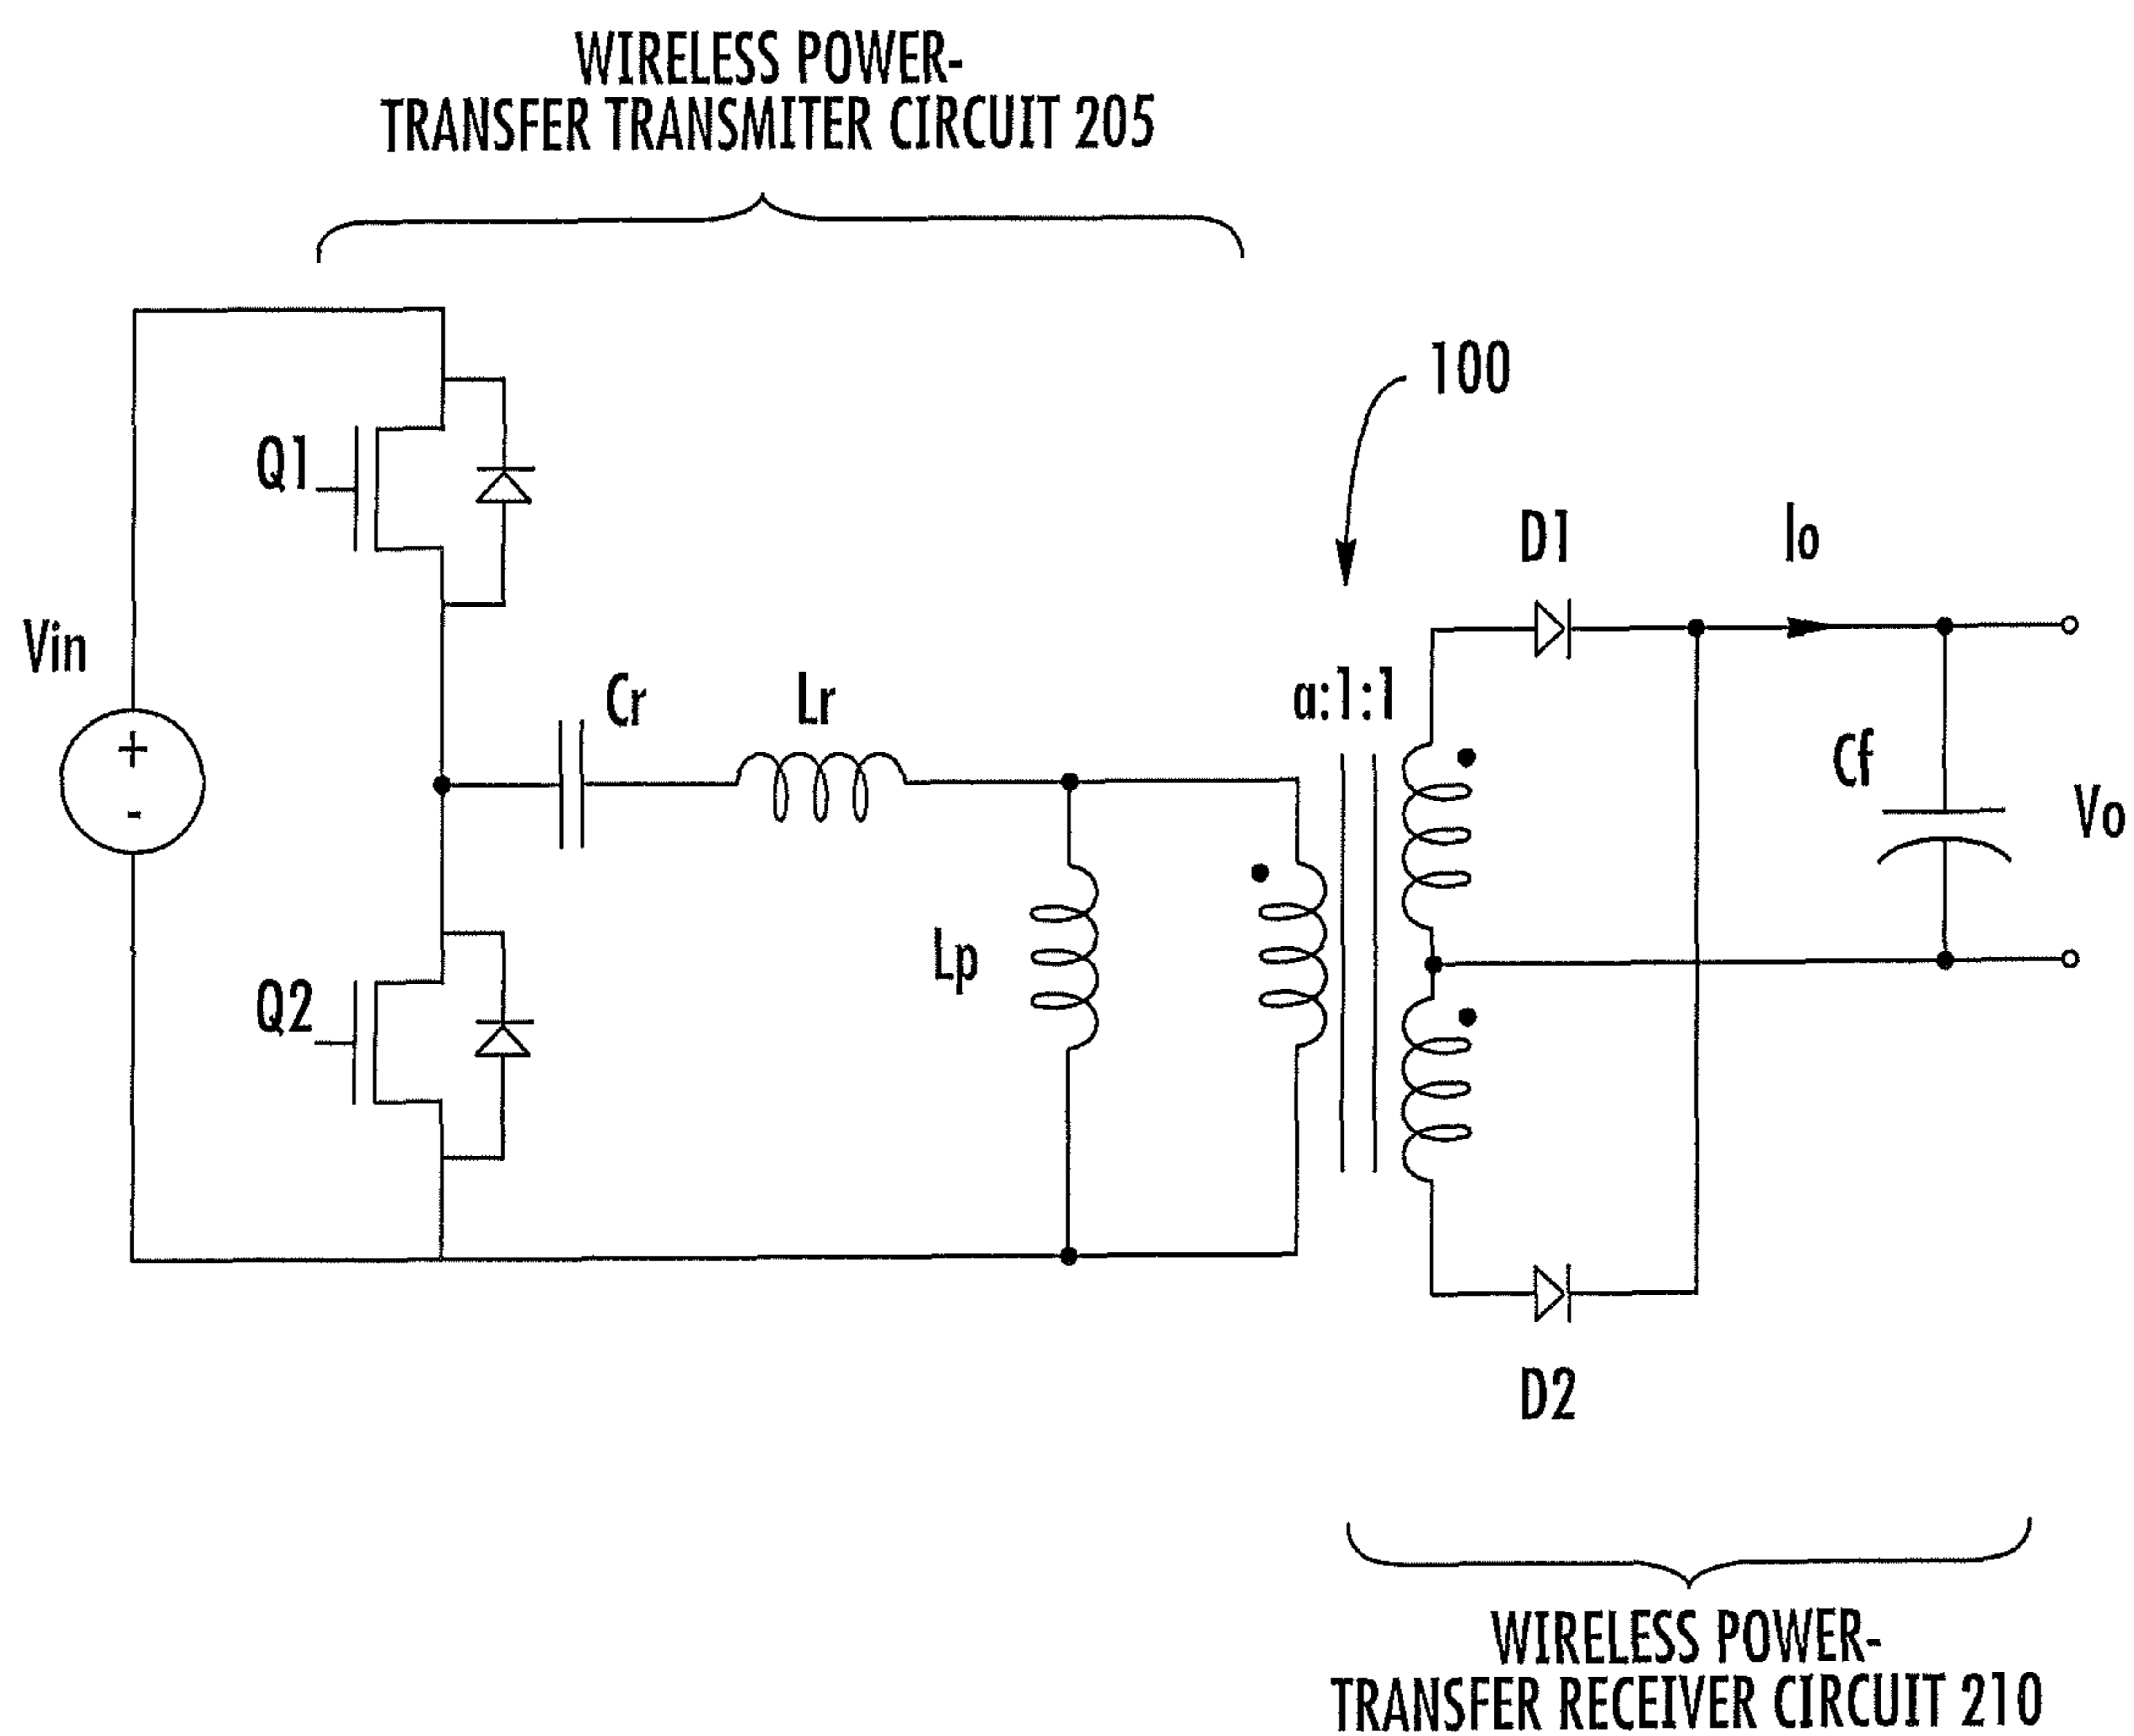 WIRELESS POWER-
TRANSFER TRANSMITER CIRCUIT 205
100
Q1
D1
Io
Vin
Cr
Lr
a:1:1
+
-
Cf
Vo
Lp
Q2
D2
WIRELESS POWER-
TRANSFER RECEIVER CIRCUIT 210